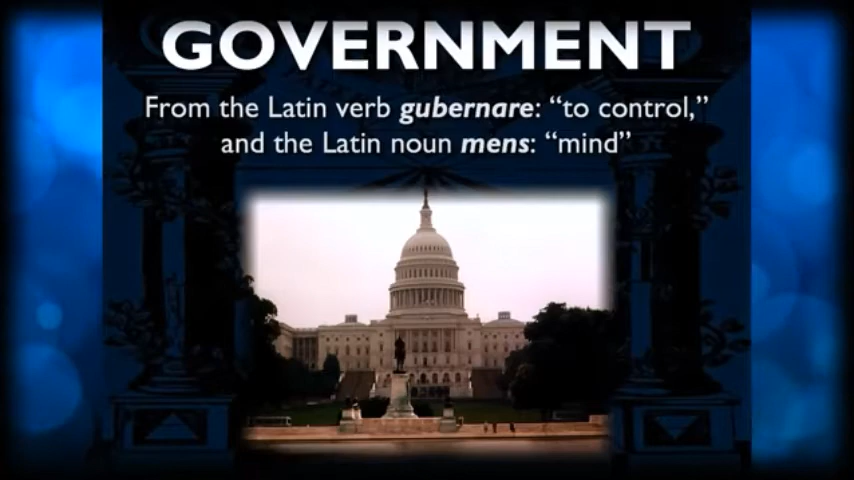 GOVERNMENT
From the Latin verb gubernare: “to control,”
and the Latin noun mens: “mind”